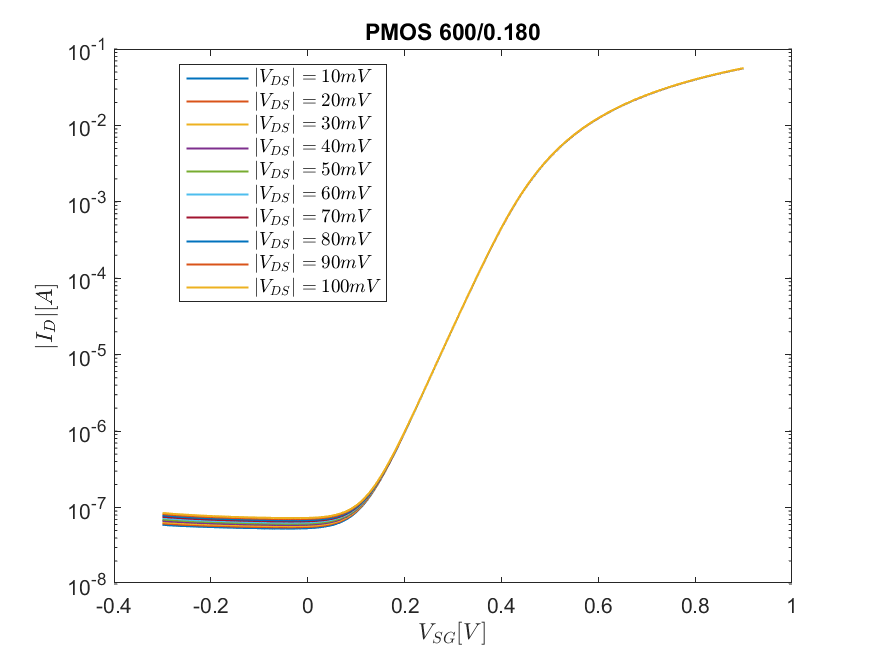 PMOS 600/0.180
10^-1
10^-2
10^-3
10^-4
10^-5
10^-6
10^-7
10^-8
|I_D|[A]
|V_DS| = 10mV
|V_DS| = 20mV
|V_DS| = 30mV
|V_DS| = 40mV
|V_DS| = 50mV
|V_DS| = 60mV
|V_DS| = 70mV
|V_DS| = 80mV
|V_DS| = 90mV
|V_DS| = 100mV
-0.4 -0.2 0 0.2 0.4 0.6 0.8 1
V_SG[V]